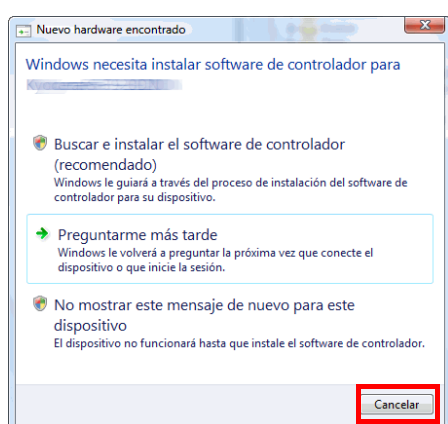 Nuevo hardware encontrado
Windows necesita instalar software de controlador para
Buscar e instalar el software de controlador
(recomendado)
Windows le guiará a través del proceso de instalación del software de
controlador para su dispositivo.
Preguntarme más tarde
Windows le volverá a preguntar la próxima vez que conecte el
dispositivo o que inicie la sesión.
No mostrar este mensaje de nuevo para este
dispositivo
El dispositivo no funcionará hasta que instale el software de controlador.
Cancelar